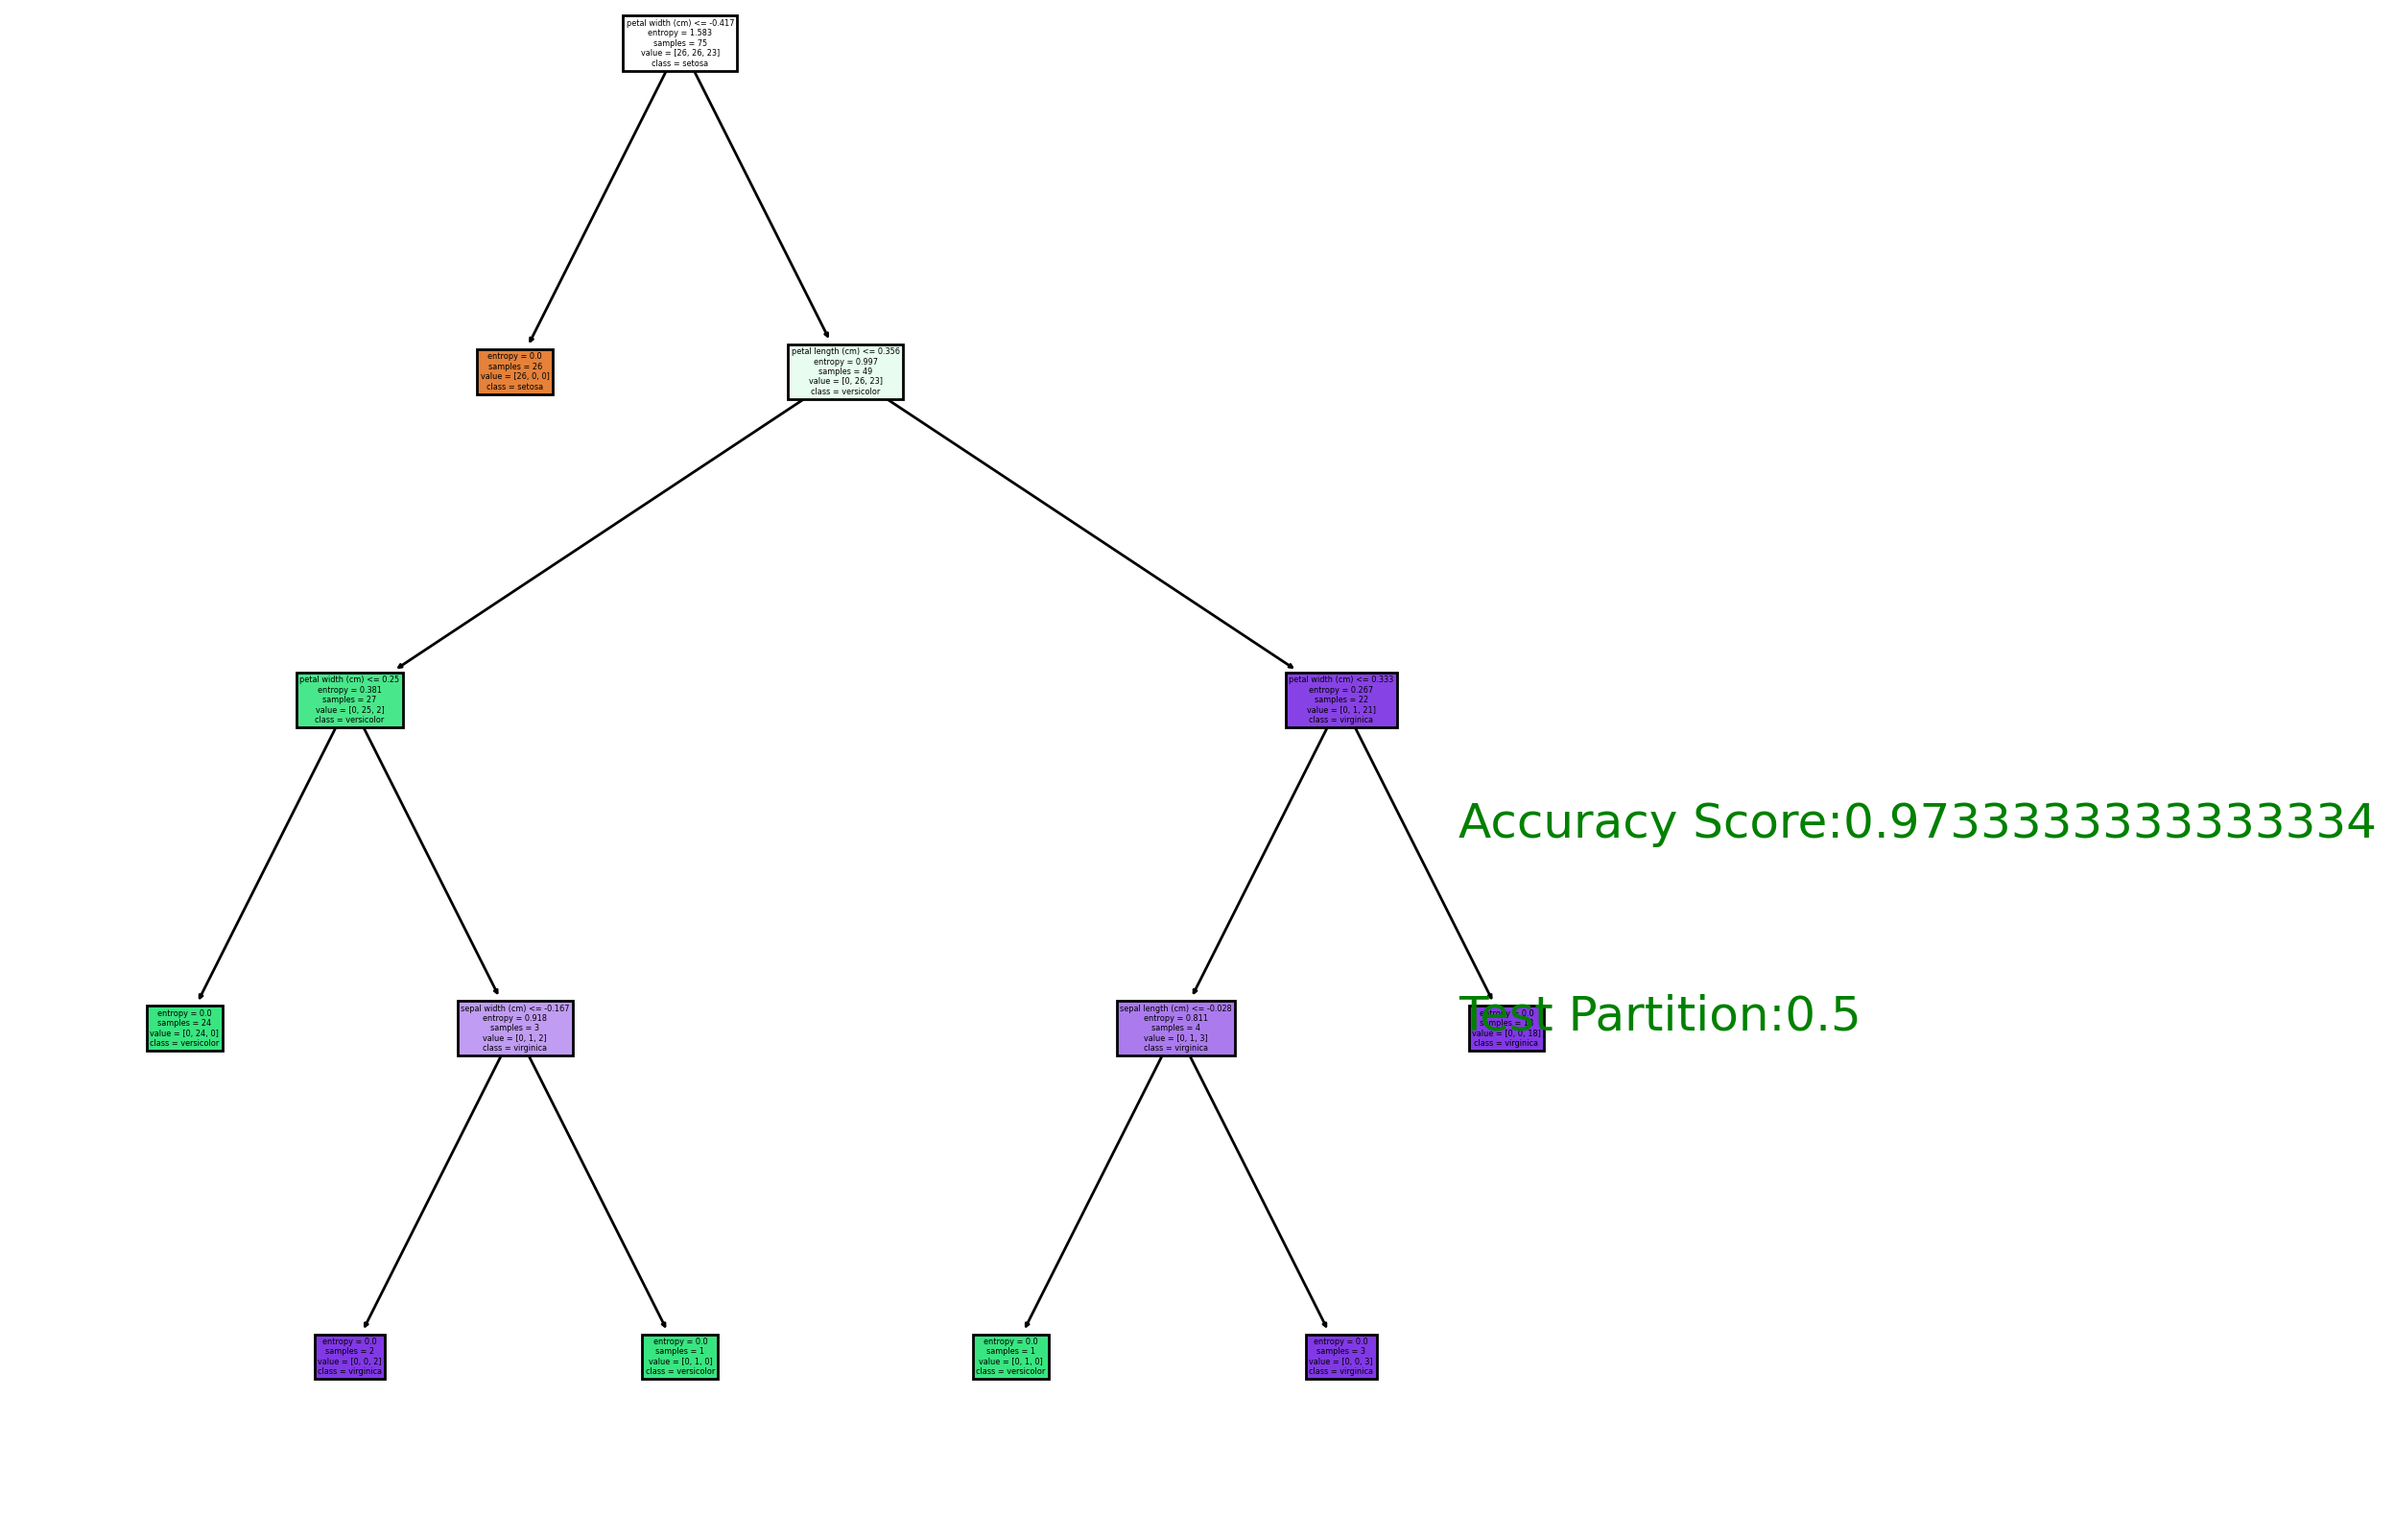 petal width (cm) <= -0.417
entropy = 1.583
samples = 75
value = [26, 26, 23]
class = setosa
entropy = 0.0
samples = 26
value = [26, 0, 0]
class = setosa
petal length (cm) <= 0.356
entropy = 0.997
samples = 49
value = [0, 26, 23]
class = versicolor
petal width (cm) <= 0.25
entropy = 0.381
samples = 27
value = [0, 25, 2]
class = versicolor
petal width (cm) <= 0.333
entropy = 0.267
samples = 22
value = [0, 1, 21]
class = virginica
Accuracy Score:0.9733333333333334
entropy = 0.0
samples = 24
value = [0, 24, 0]
class = versicolor
sepal width (cm) <= -0.167
entropy = 0.918
samples = 3
value = [0, 1, 2]
class = virginica
sepal length (cm) <= -0.028
entropy = 0.811
samples = 4
value = [0, 1, 3]
class = virginica
Test Partition:0.5
value = [0, 0, 18]
class = virginica
entropy = 0.0
samples = 2
value = [0, 0, 2]
class = virginica
entropy = 0.0
samples = 1
value = [0, 1, 0]
class = versicolor
entropy = 0.0
samples = 1
value = [0, 1, 0]
class = versicolor
entropy = 0.0
samples = 3
value = [0, 0, 3]
class = virginica